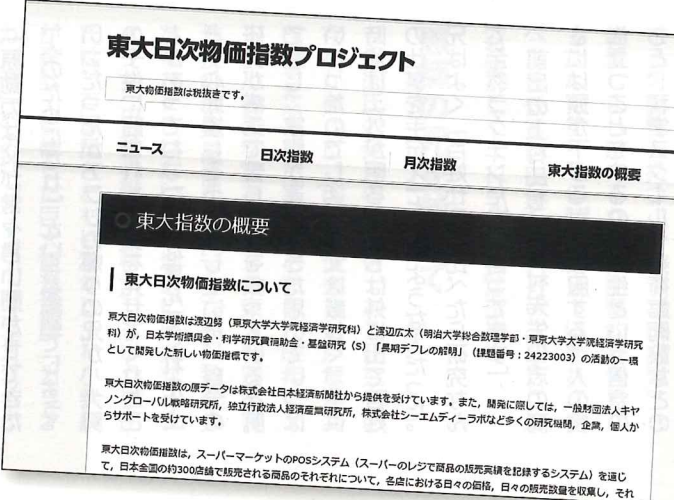 東大日次物価指数プロジェクト
東大物価指数は税抜きです。
ニュース 日次指数 月次指数 東大指数の概要
東大指数の概要
東大日次物価指数について
東大日次物価指数は渡辺努（東京大学大学院経済学研究科）と渡辺広太（明治大学総合数理学部・東京大学大学院経済学研究
科）が，日本学術振興会・科学研究費補助金・基盤研究（S）「長期デフレの解明」（課題番号：24223003）の活動の一環
として開発した新しい物価指標です。
東大日次物価指数の原データは株式会社日本経済新聞社から提供を受けています。また，開発に際しては，一般財団法人キヤ
ノングローバル戦略研究所，独立行政法人経済産業研究所，株式会社シーエムディーラボなど多くの研究機関，企業，個人か
らサポートを受けています。
東大日次物価指数は，スーパーマーケットのPOSシステム（スーパーのレジで商品の販売実績を記録するシステム）を通じ
て，日本全国の約300店舗で販売される商品のそれぞれについて，各店における日々の価格，日々の販売数量を収集し，それ